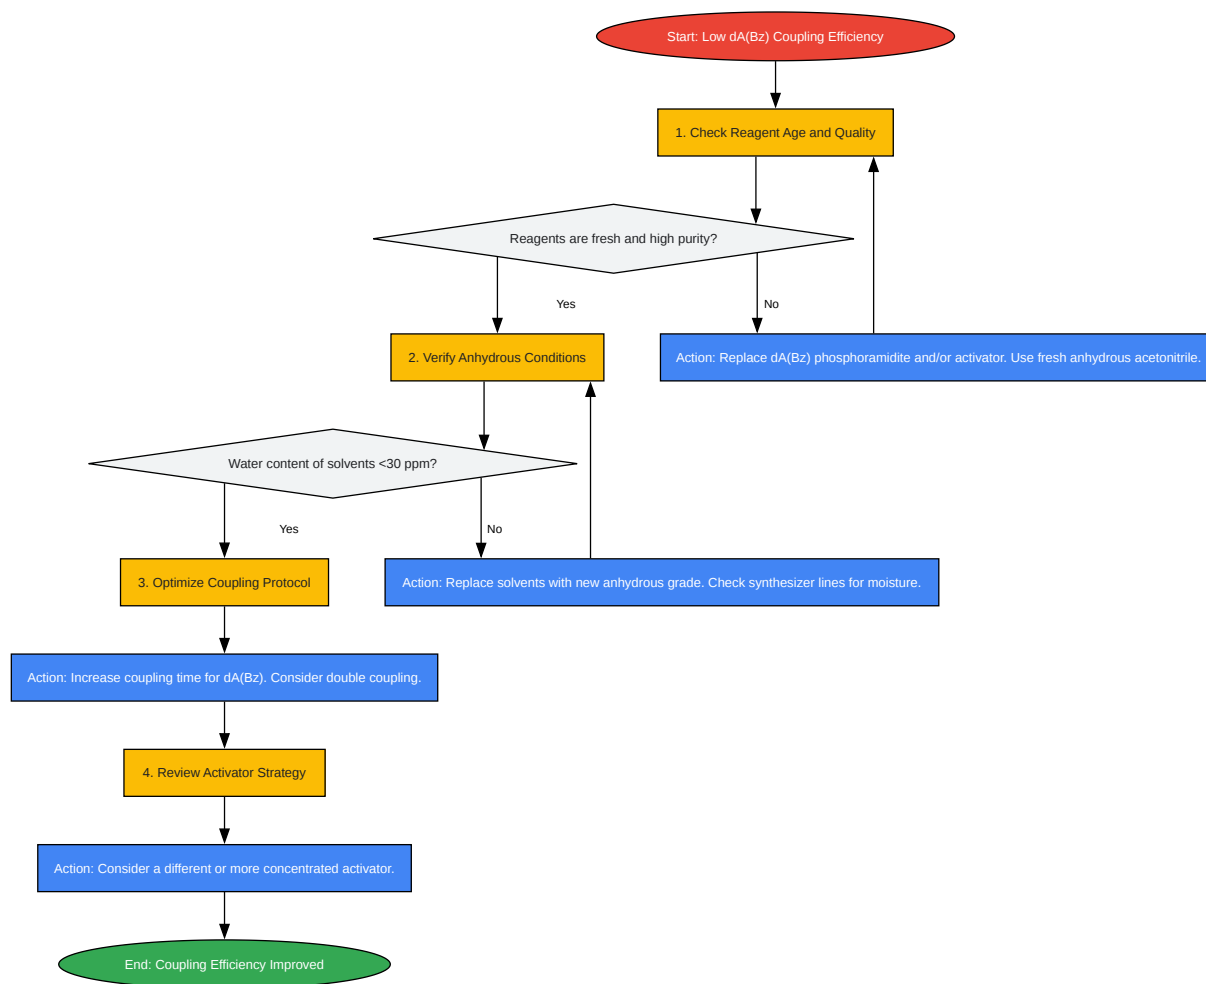 Start: Low dA(Bz) Coupling Efficiency
1. Check Reagent Age and Quality
Reagents are fresh and high purity?
Yes
No
2. Verify Anhydrous Conditions
Action: Replace dA(Bz) phosphoramidite and/or activator. Use fresh anhydrous acetonitrile.
Water content of solvents <30 ppm?
Yes
No
3. Optimize Coupling Protocol
Action: Replace solvents with new anhydrous grade. Check synthesizer lines for moisture.
Action: Increase coupling time for dA(Bz). Consider double coupling.
4. Review Activator Strategy
Action: Consider a different or more concentrated activator.
End: Coupling Efficiency Improved